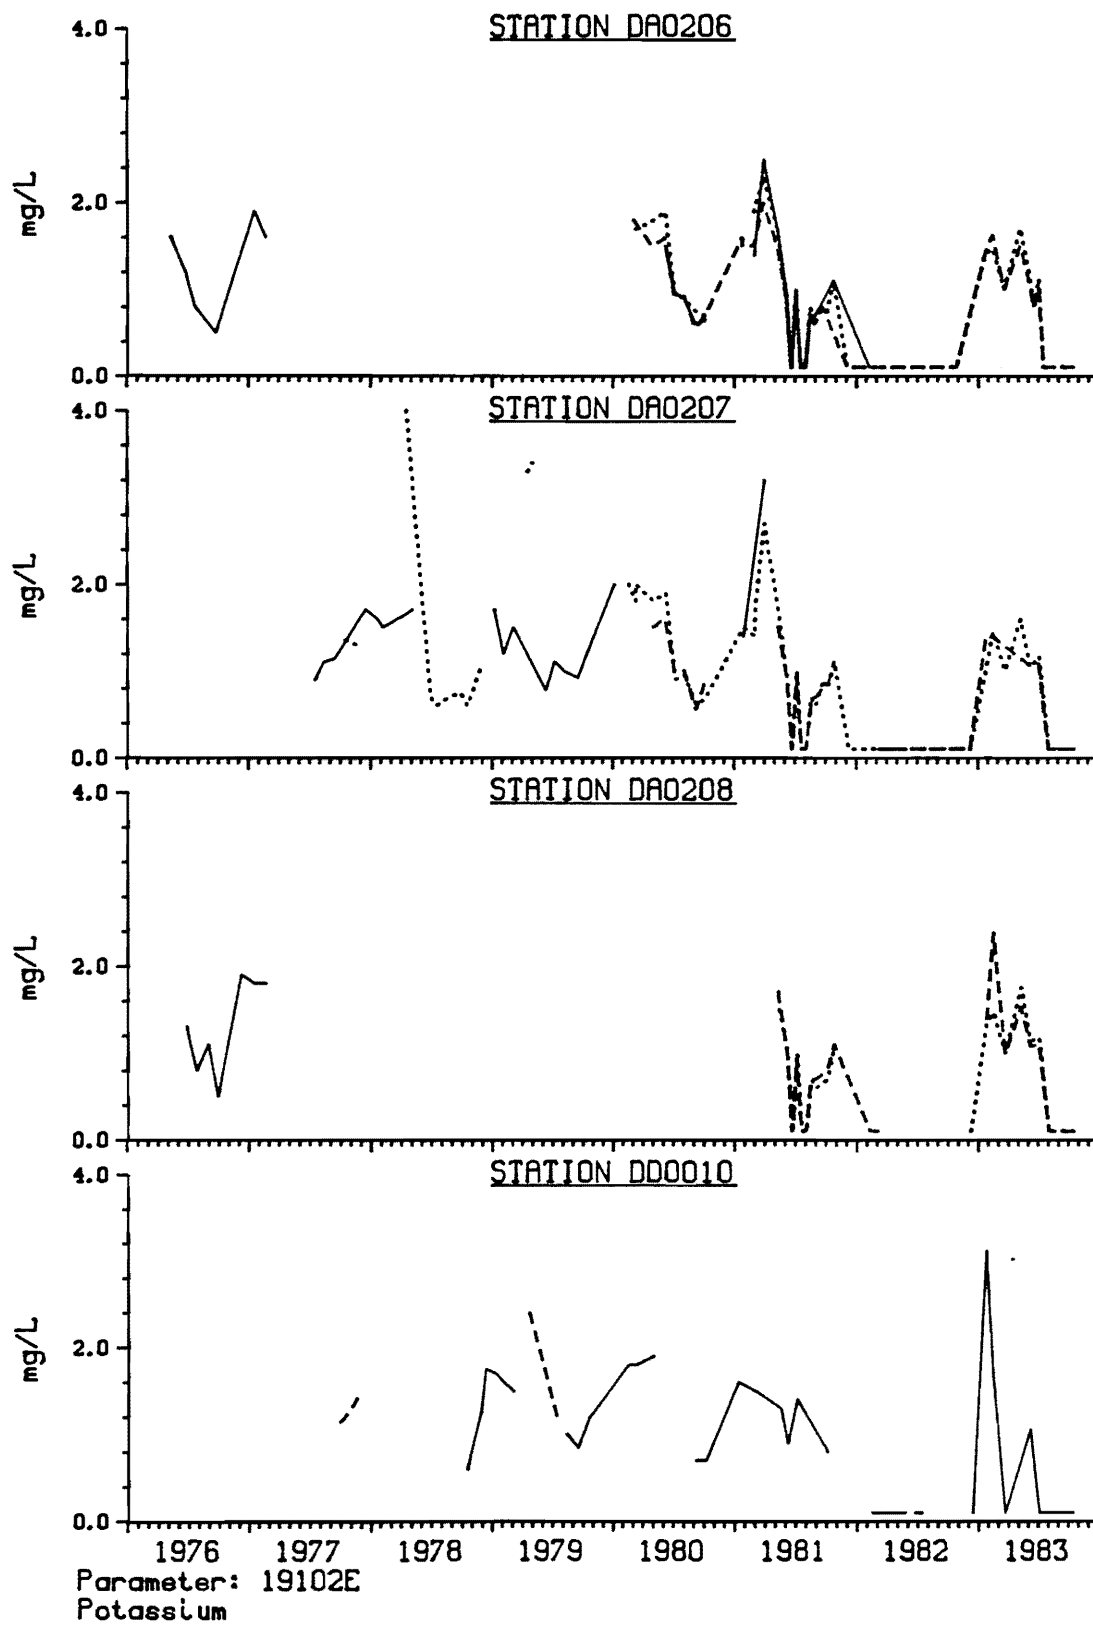 STATION DA0206
4.0
mg/L
2.0
0.0
STATION DA0207
4.0
mg/L
2.0
0.0
STATION DA0208
4.0
mg/L
2.0
0.0
STATION DD0010
4.0
mg/L
2.0
0.0
1976 1977 1978 1979 1980 1981 1982 1983
Parameter: 19102E
Potassium